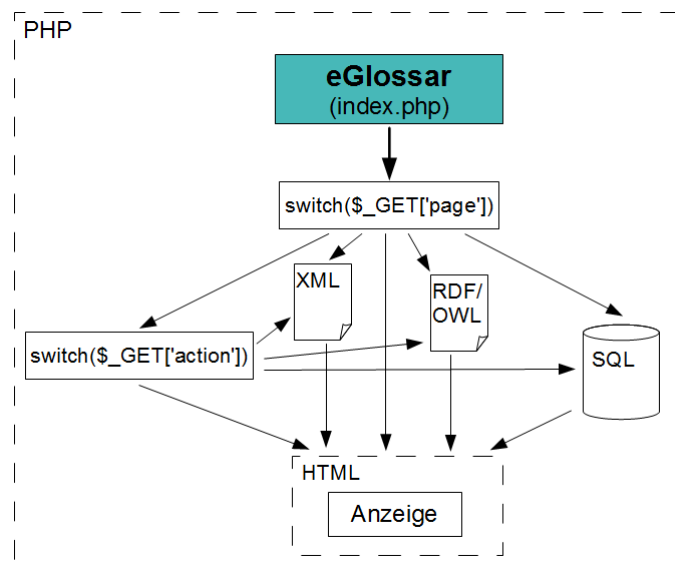 PHP
eGlossar
(index.php)
switch($_GET['page'])
XML
RDF/
OWL
switch($_GET['action'])
SQL
HTML
Anzeige